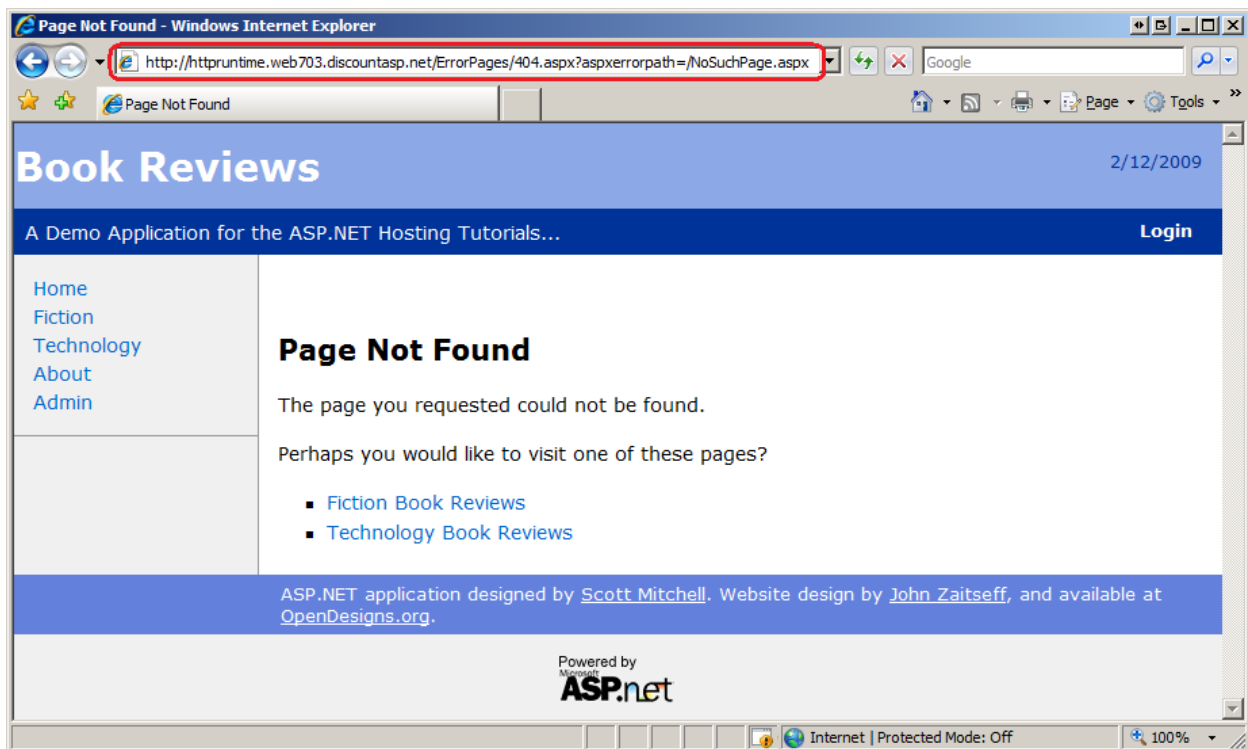 Page Not Found - Windows Internet Explorer
http://httpruntime.web703.discountasp.net/ErrorPages/404.aspx?aspxerrorpath=/NoSuchPage.aspx
Google
Page Not Found
Page
Tools
Book Reviews
2/12/2009
A Demo Application for the ASP.NET Hosting Tutorials...
Login
Home
Fiction
Technology
About
Admin
Page Not Found
The page you requested could not be found.
Perhaps you would like to visit one of these pages?
Fiction Book Reviews
Technology Book Reviews
ASP.NET application designed by Scott Mitchell. Website design by John Zaitseff, and available at
OpenDesigns.org.
Powered by
Microsoft
ASP.net
Internet | Protected Mode: Off
100%